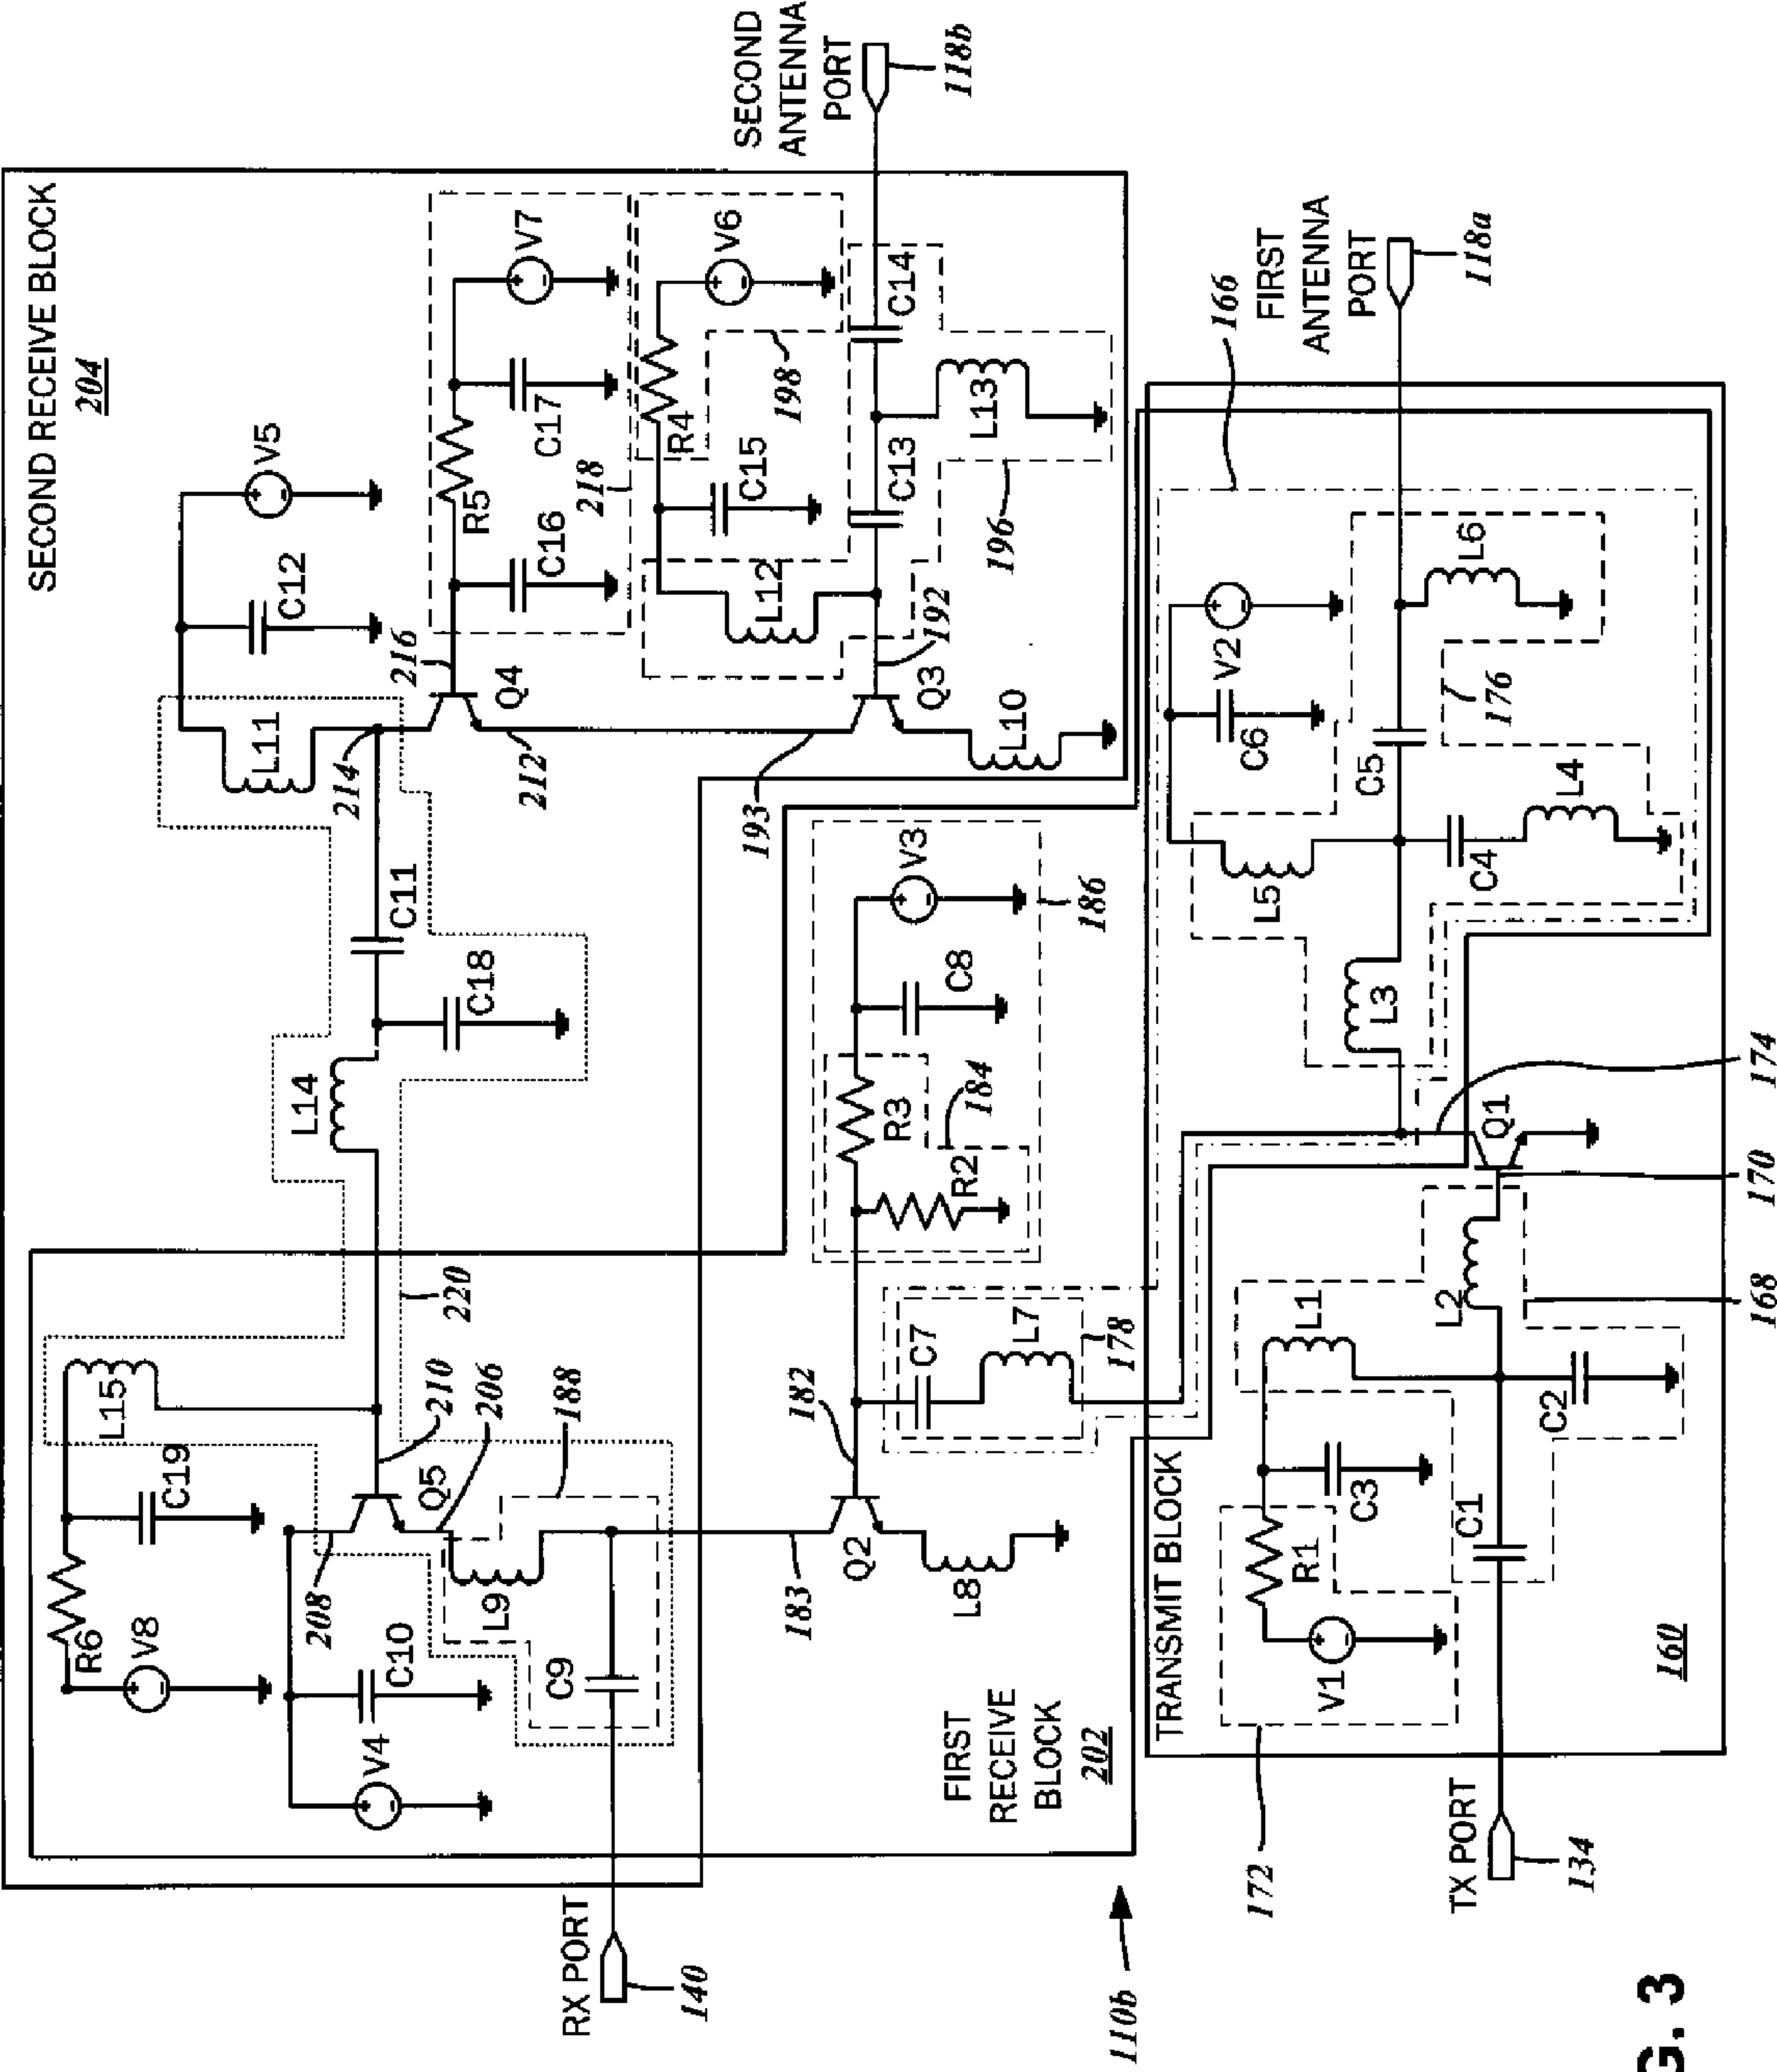 SECOND RECEIVE BLOCK
204
V5
C12
L11
214
216
Q4
212
R5
C16
C17
V7
218
R4
C15
V6
198
L12
192
C13
C14
L13
196
Q3
193
L10
SECOND
ANTENNA
PORT
118b
C11
C18
L14
220
L15
C19
R6
V8
210
206
Q5
208
188
L9
C10
V4
C9
RX PORT
140
183
182
Q2
L8
C7
L7
178
R2
R3
184
C8
V3
186
FIRST
RECEIVE
BLOCK
202
110b
166
FIRST
ANTENNA
PORT
118a
V2
C6
L6
176
C5
L5
C4
L4
L3
174
Q1
170
168
L2
L1
C2
C3
R1
V1
C1
TRANSMIT BLOCK
160
172
TX PORT
134
G. 3